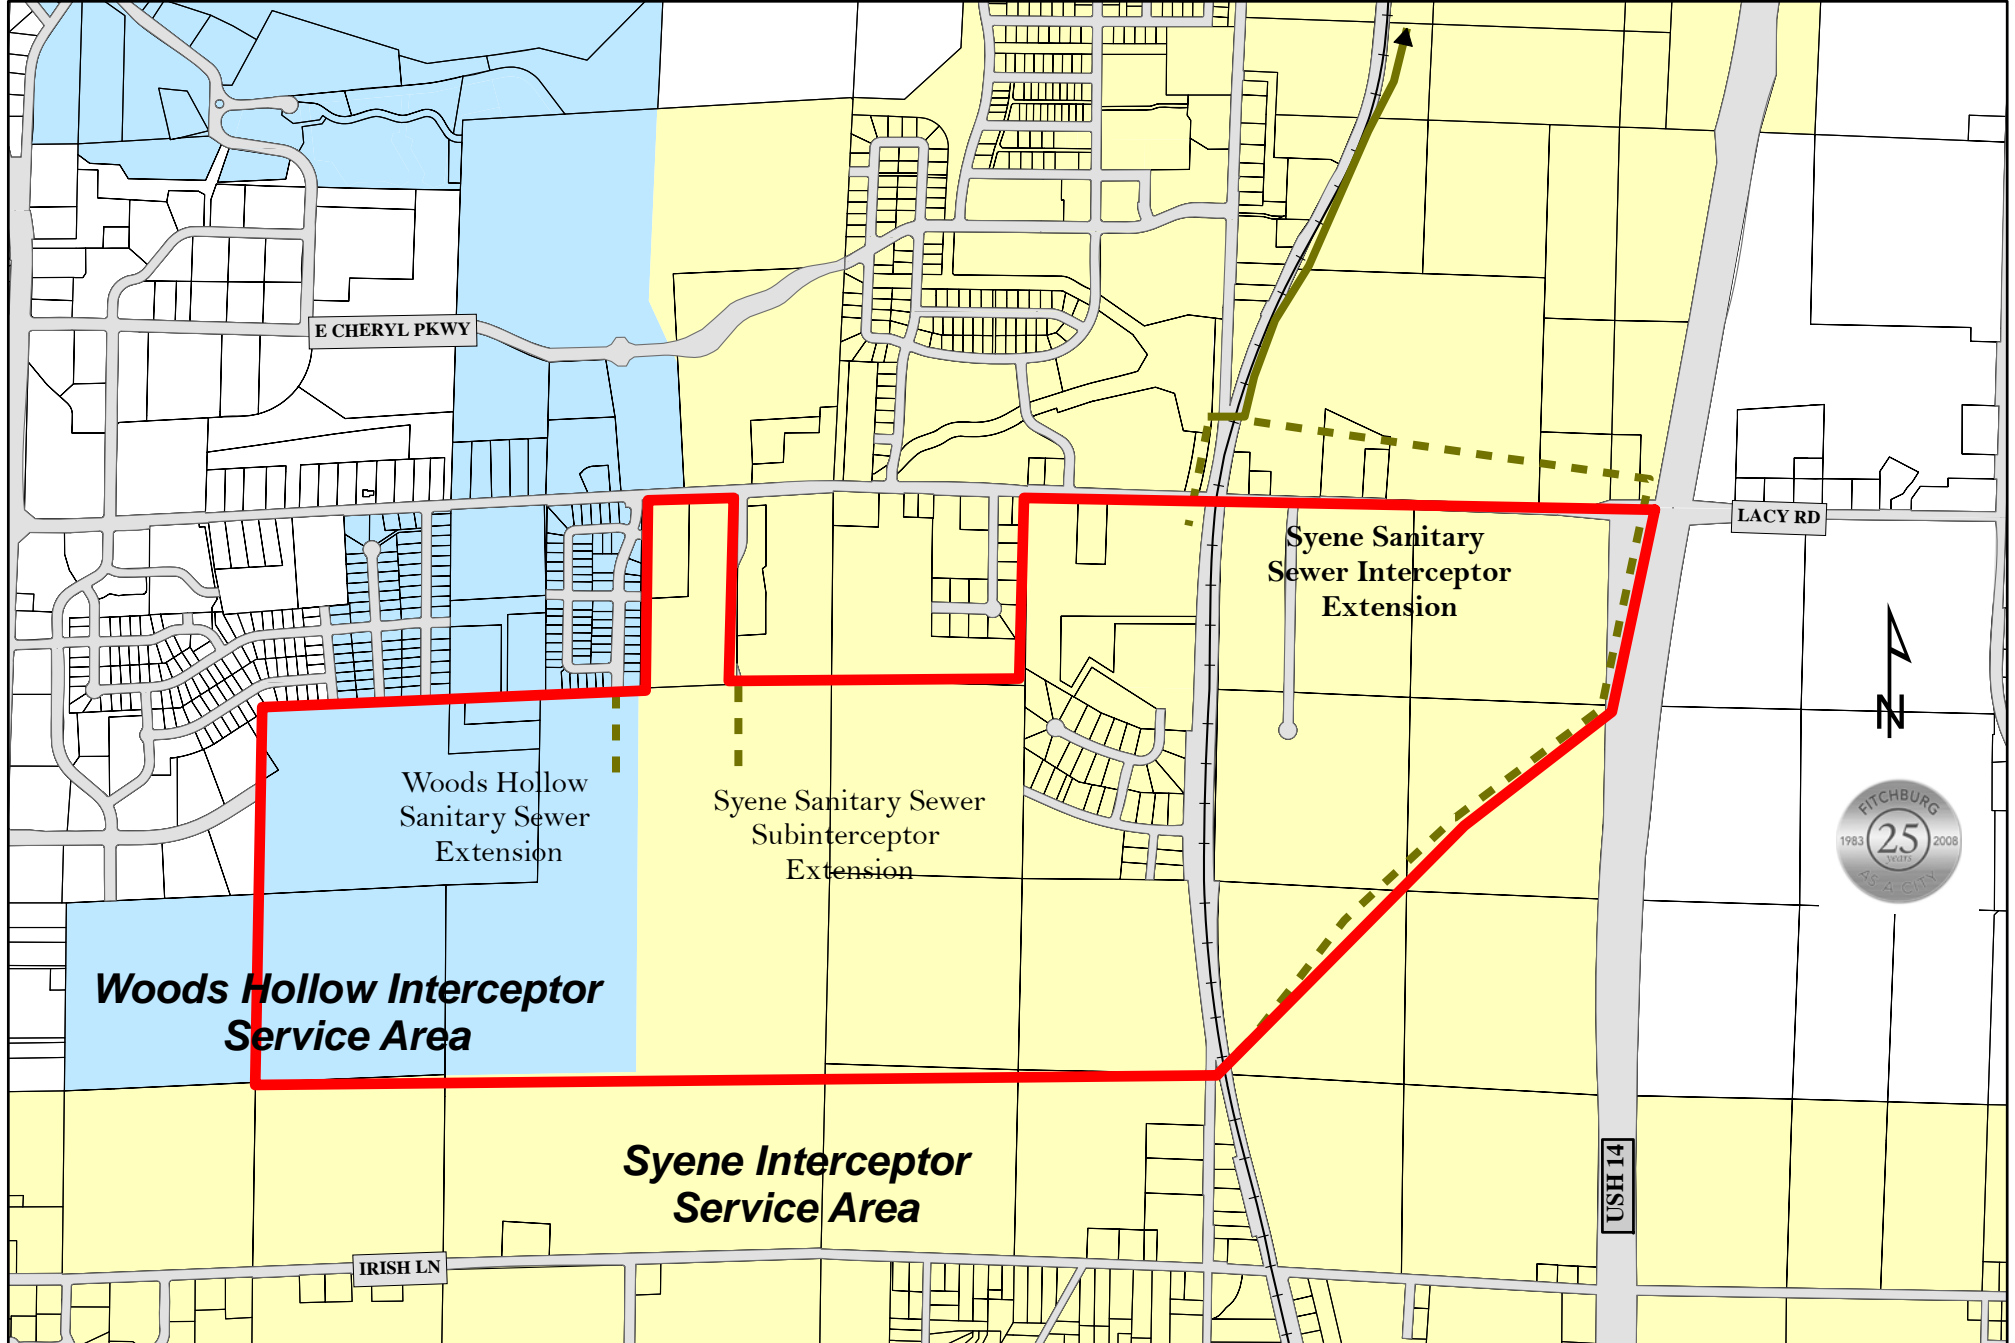 E CHERYL PKWY
LACY RD
Syene Sanitary
Sewer Interceptor
Extension
N
Woods Hollow
Sanitary Sewer
Extension
Syene Sanitary Sewer
Subinterceptor
Extension
FITCHBURG
1983 25 2008
years
AS A CITY
Woods Hollow Interceptor
Service Area
Syene Interceptor
Service Area
USH 14
IRISH LN